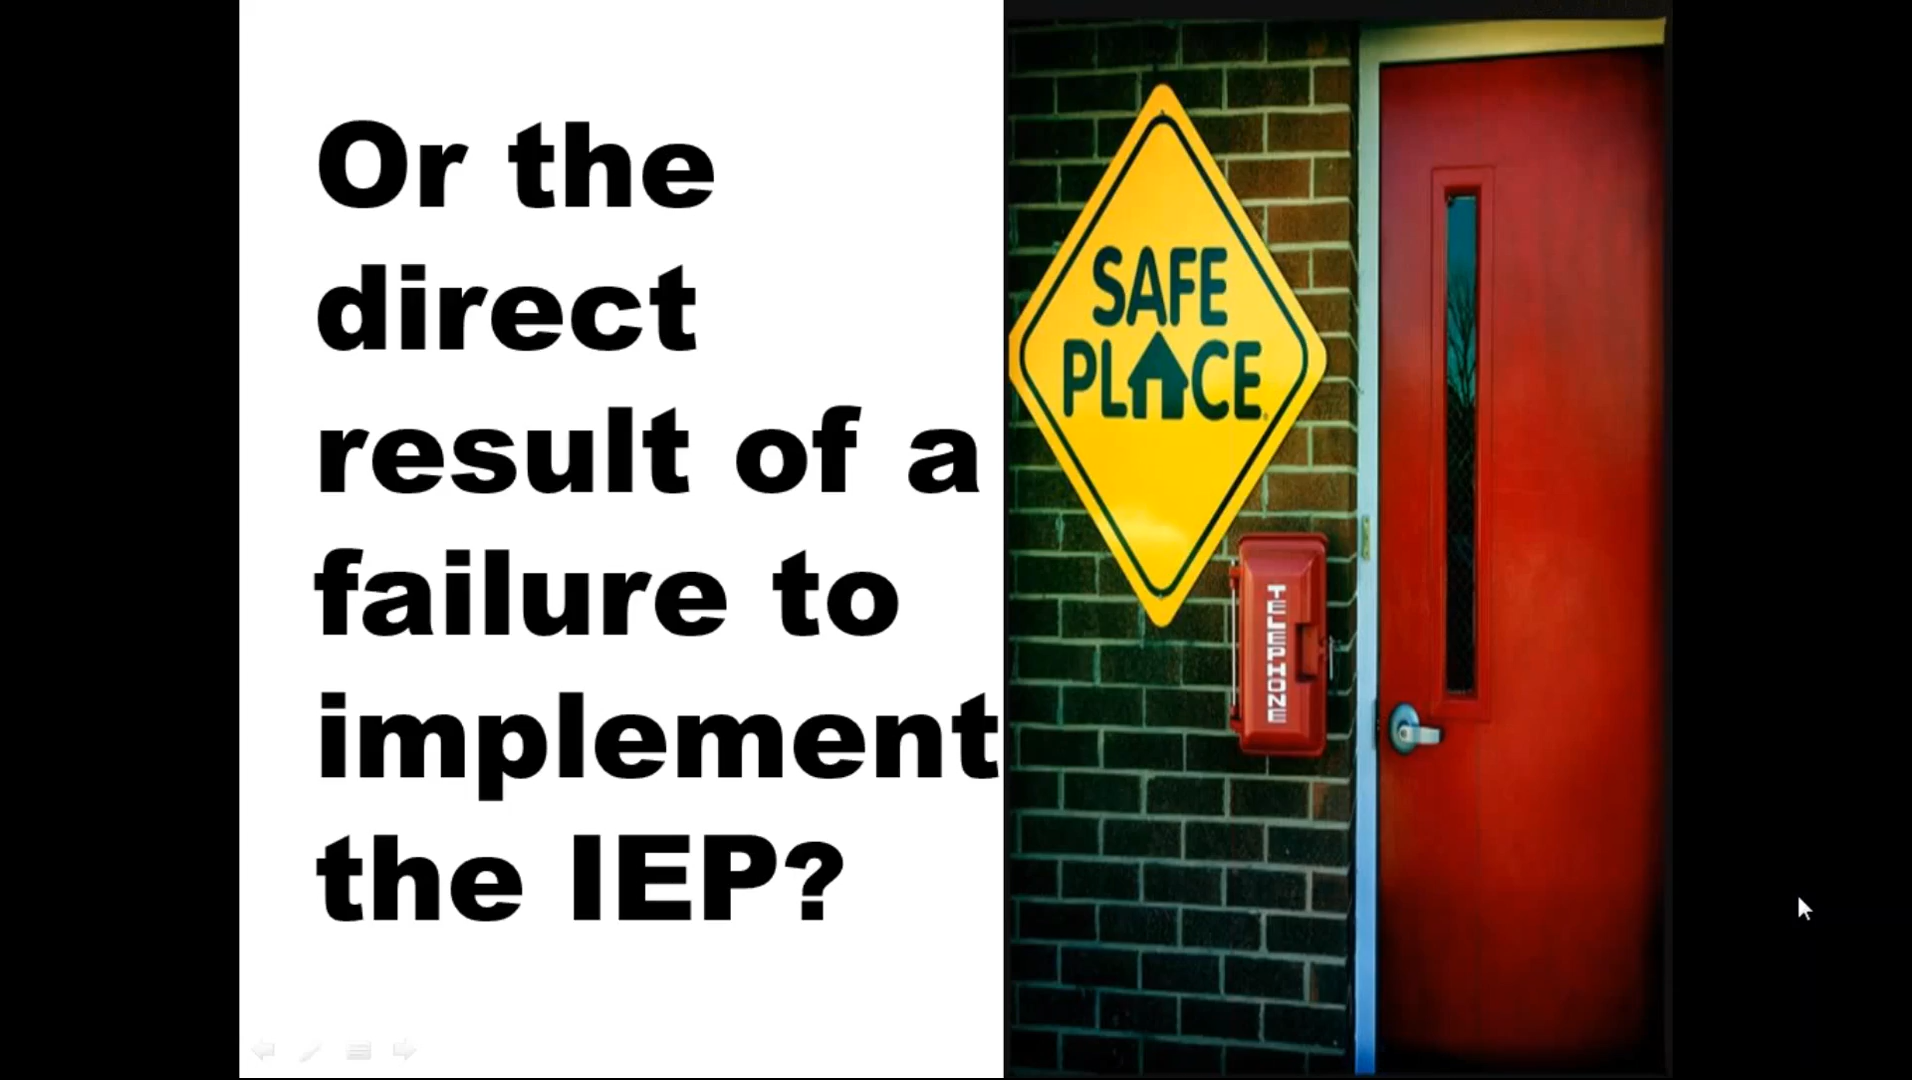 Or the
direct
result of a
failure to
implement
the IEP?
SAFE
PLACE
TELEPHONE